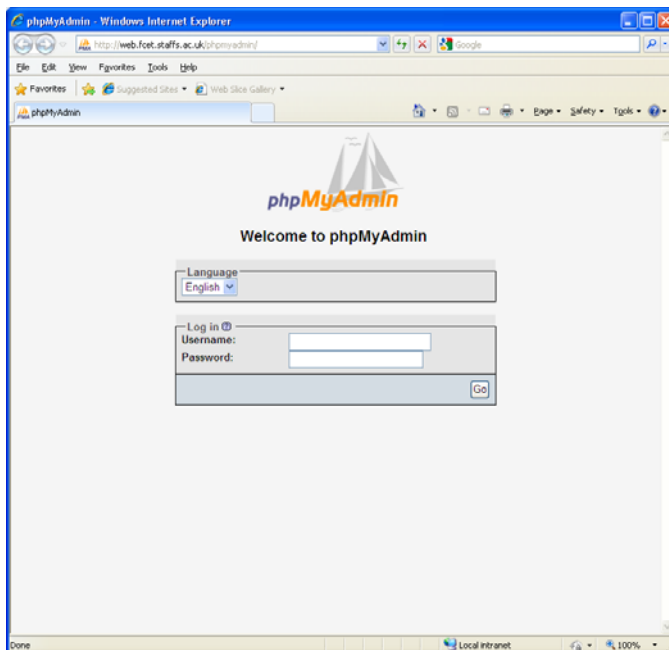 phpMyAdmin - Windows Internet Explorer
http://web.fcet.staffs.ac.uk/phpmyadmin/
Google
File Edit View Favorites Tools Help
Favorites Suggested Sites Web Slice Gallery
phpMyAdmin Page Safety Tools
phpMyAdmin
Welcome to phpMyAdmin
Language
English
Log in
Username:
Password:
Go
Done Local intranet 100%